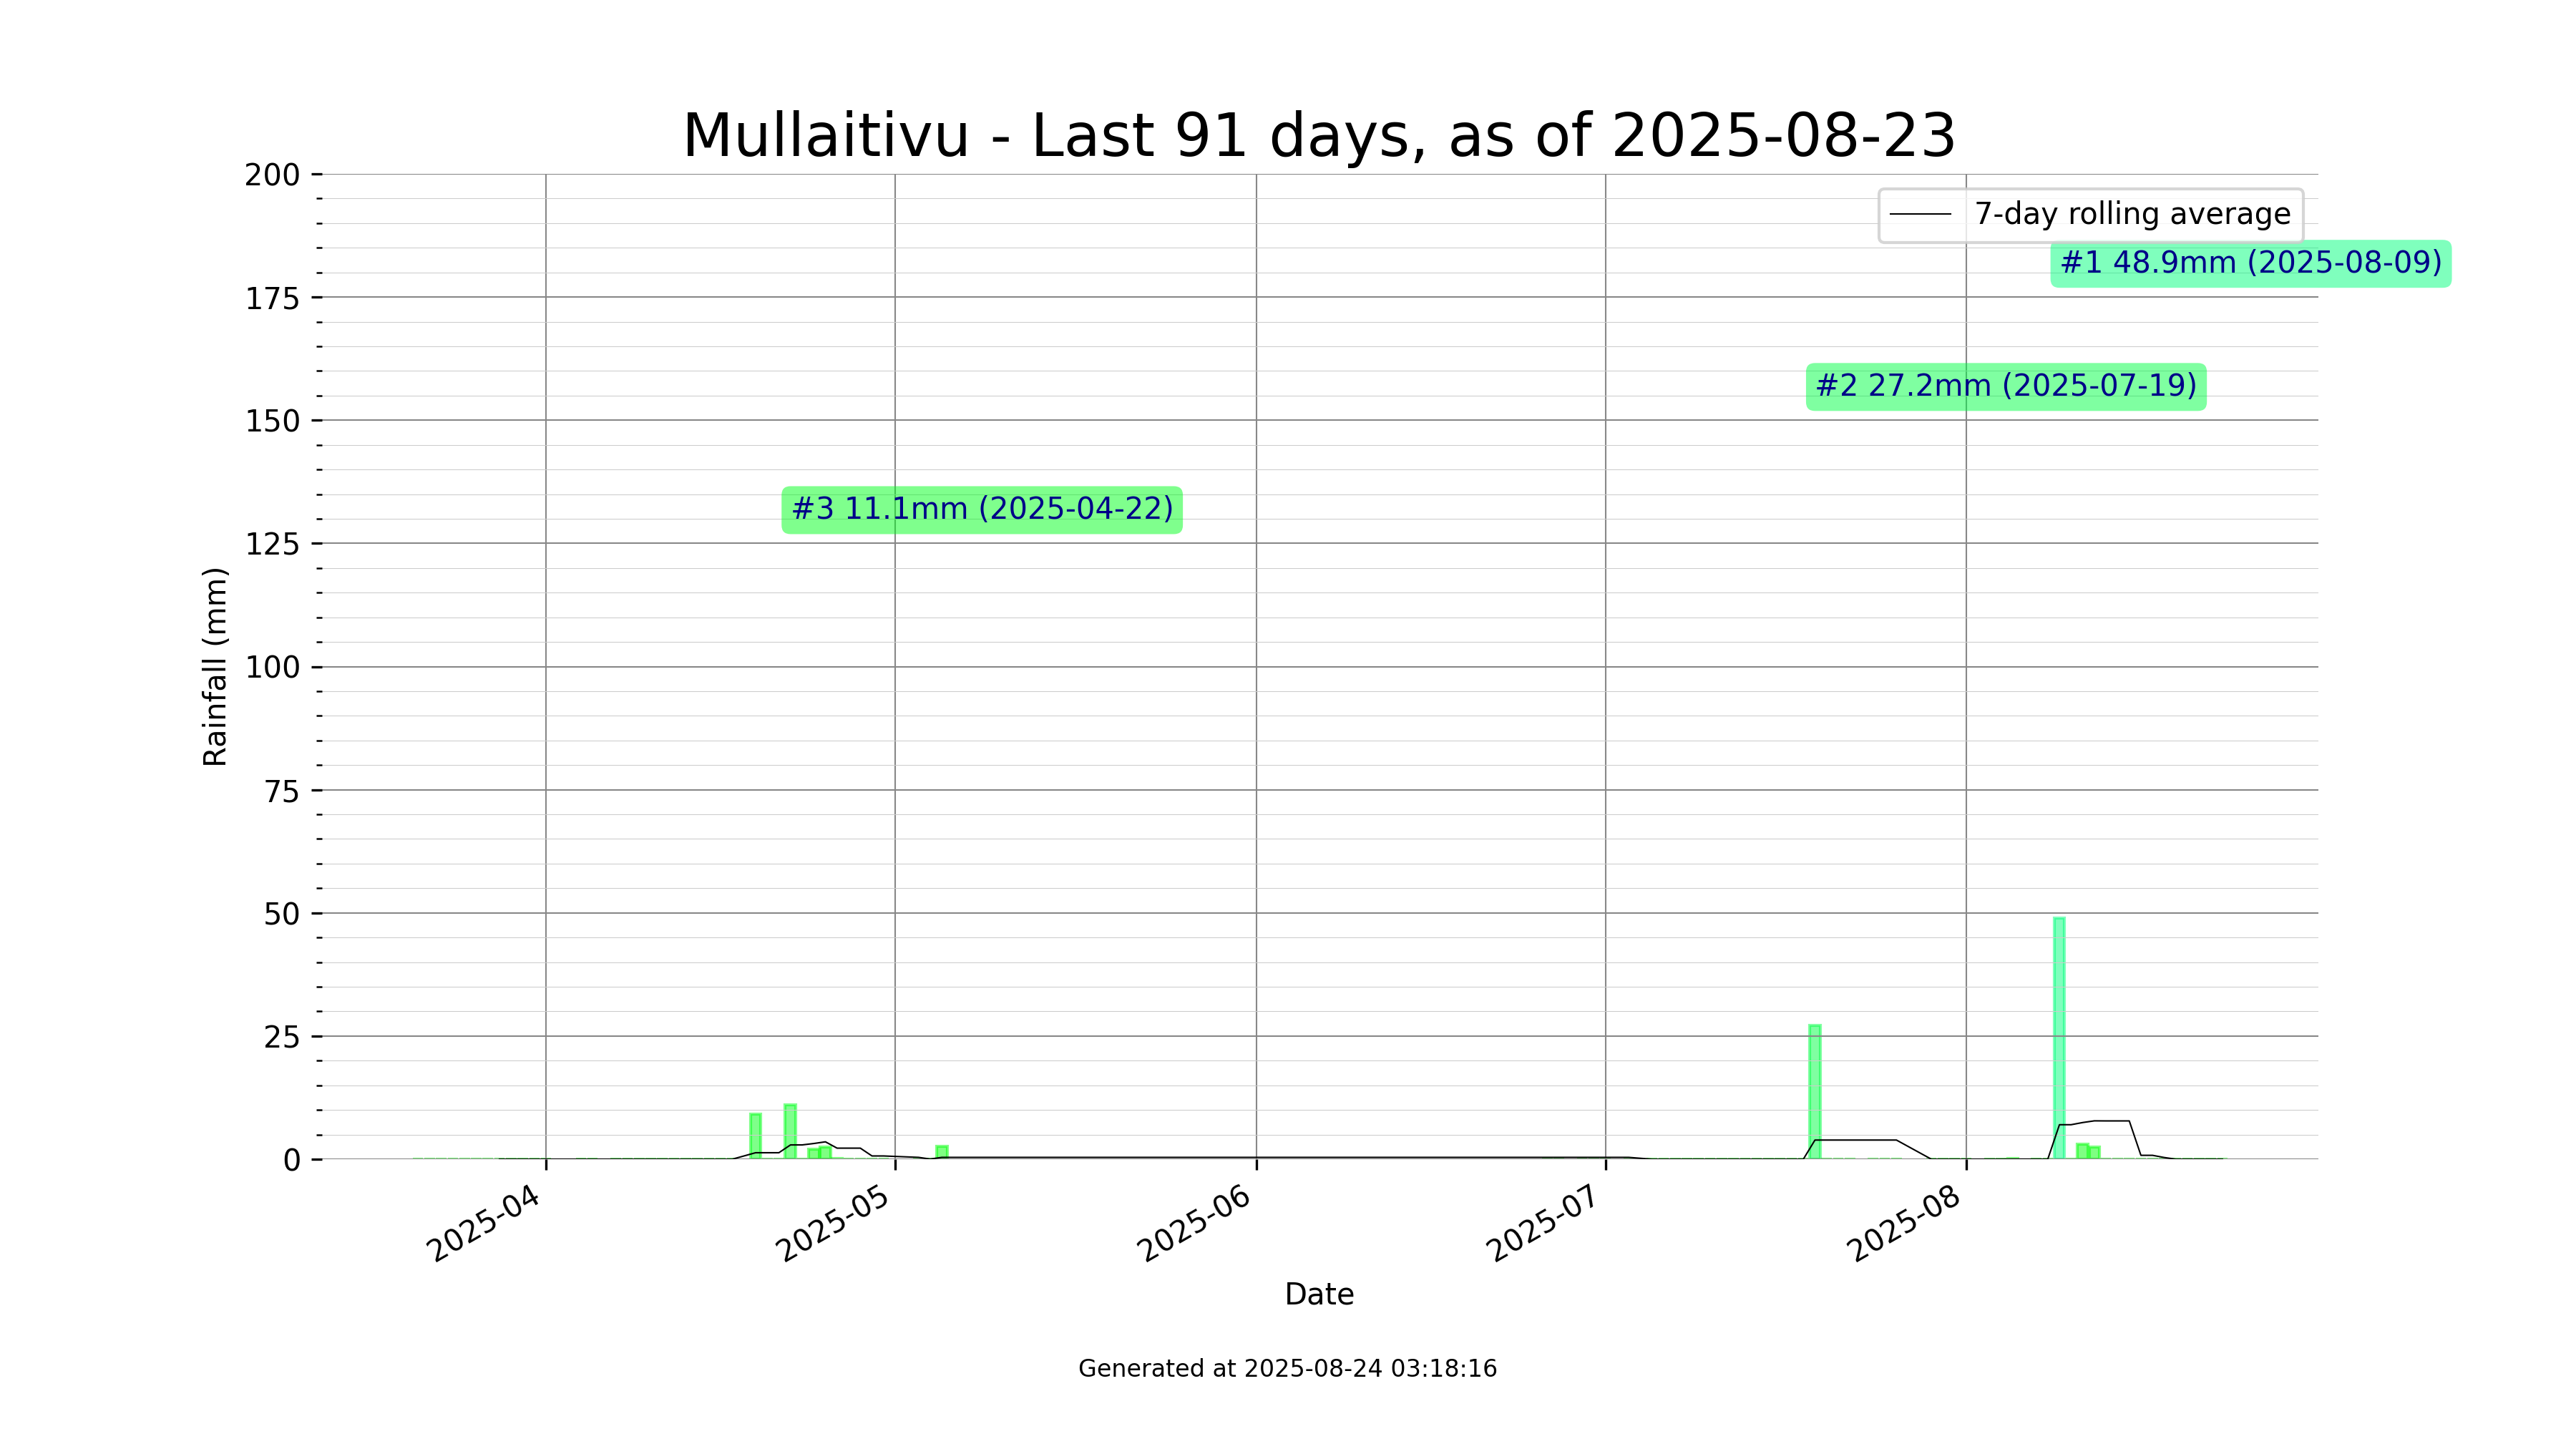 Mullaitivu - Last 91 days, as of 2025-08-23
200
175
150
125
100
75
50
25
0
Rainfall (mm)
7-day rolling average
#1 48.9mm (2025-08-09)
#2 27.2mm (2025-07-19)
#3 11.1mm (2025-04-22)
2025-04
2025-05
2025-06
2025-07
2025-08
Date
Generated at 2025-08-24 03:18:16